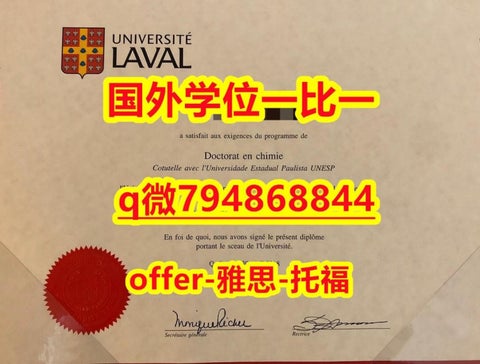 UNIVERSITÉ
LAVAL
国外学位一比一
a satisfait aux exigences du programme de
Doctorat en chimie
Cotutelle avec l'Universidade Estadual Paulista UNESP
q微794868844
En foi de quoi, nous avons signé le présent diplôme
portant le sceau de l'Université.
offer-雅思-托福
Monique Richer
Secrétaire générale
Rectrice